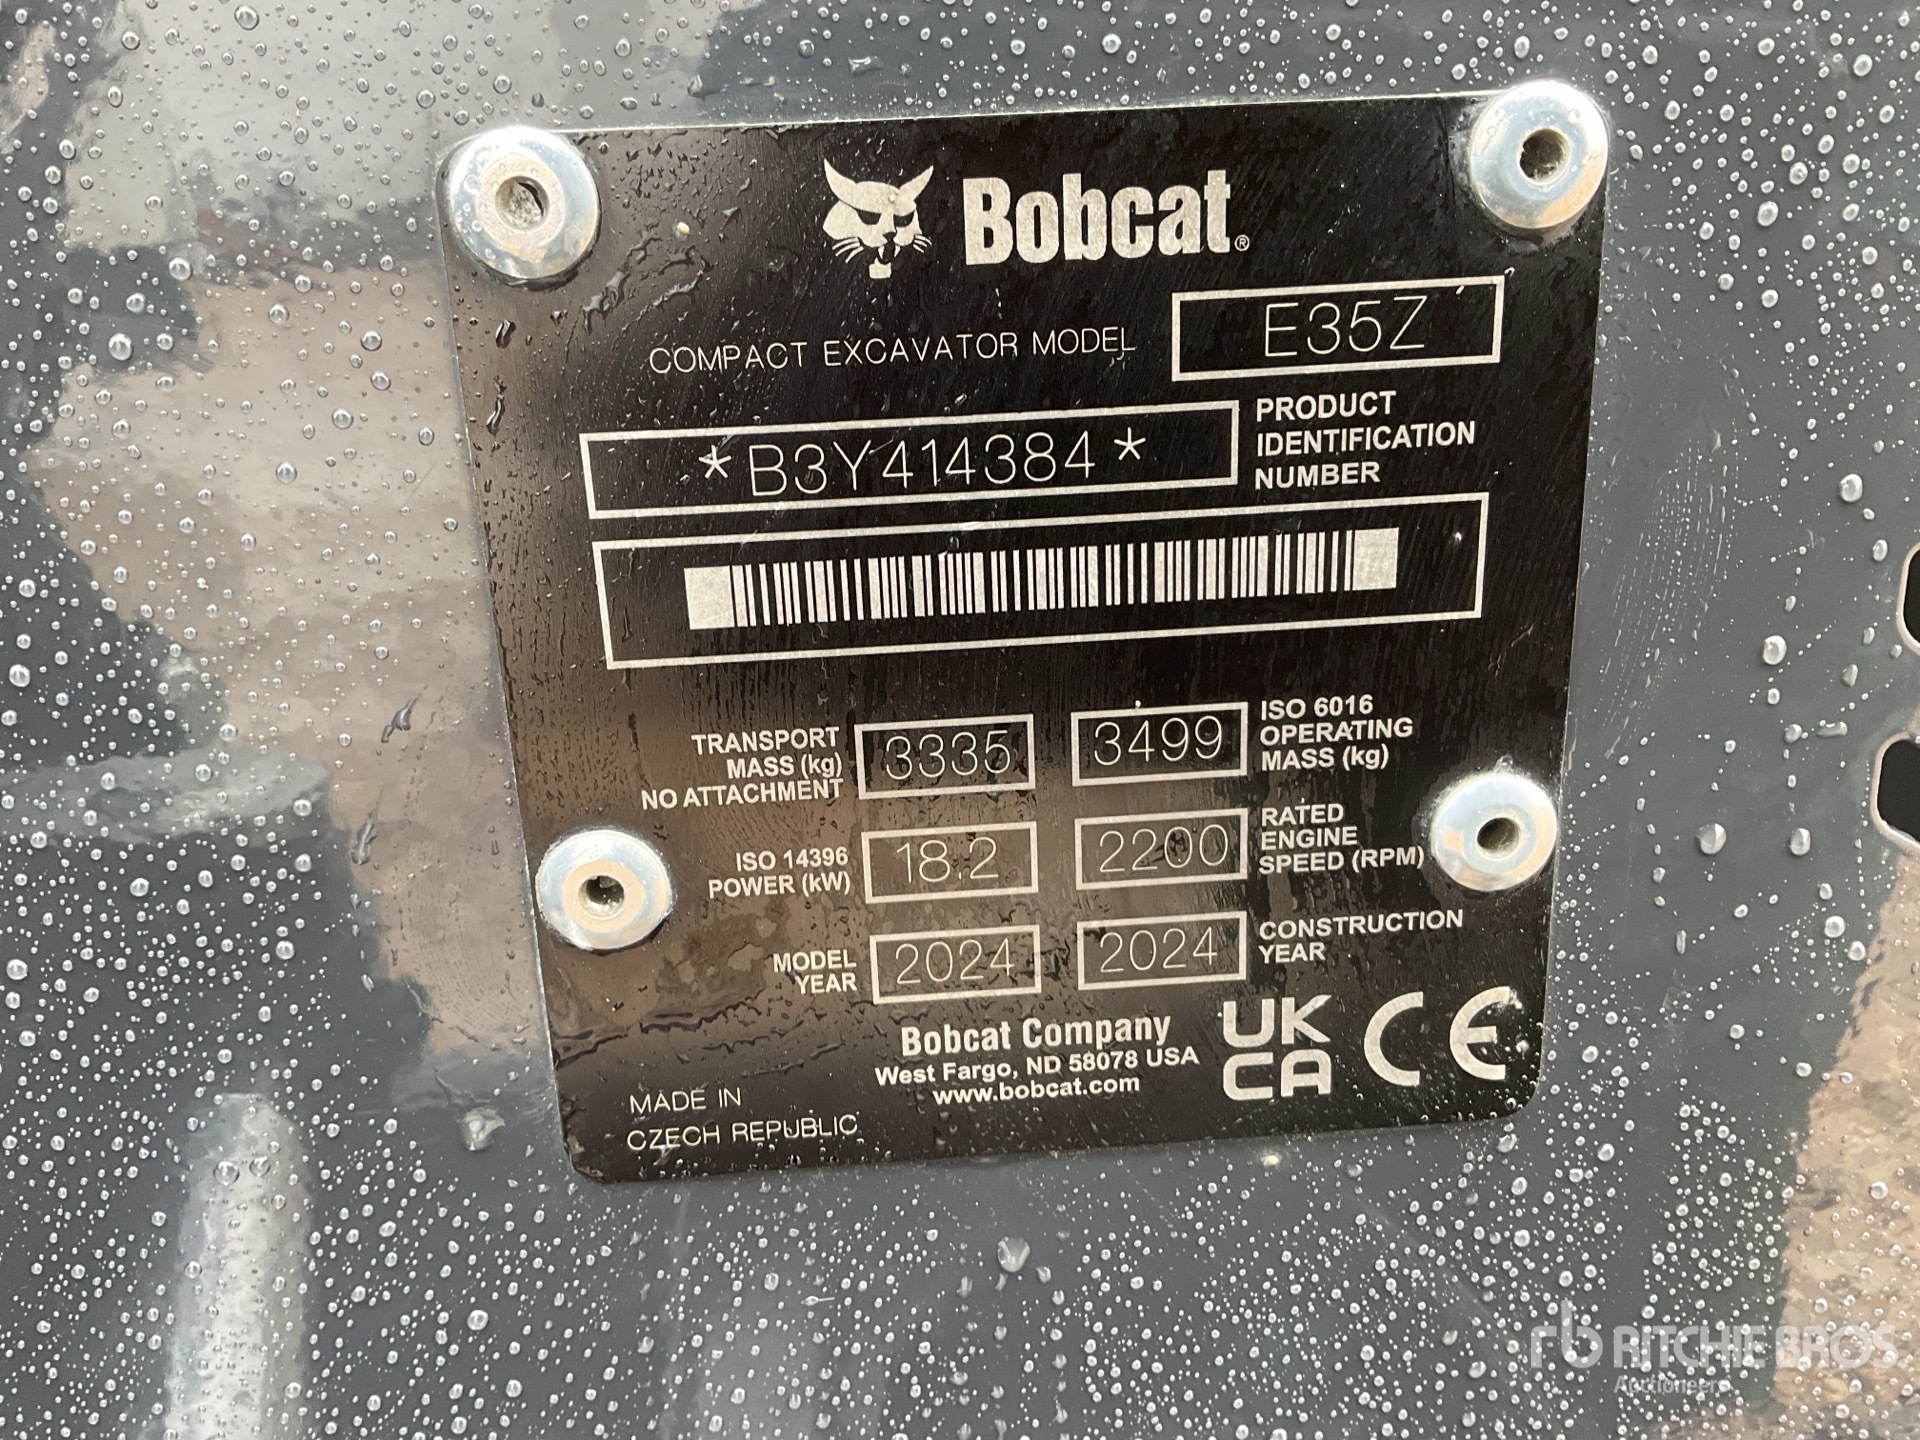 Bobcat®
COMPACT EXCAVATOR MODEL E35Z
*B3Y414384*
PRODUCT
IDENTIFICATION
NUMBER
TRANSPORT
MASS (kg)
NO ATTACHMENT
3335
3499
ISO 6016
OPERATING
MASS (kg)
ISO 14396
POWER (kW)
18.2
2200
RATED
ENGINE
SPEED (RPM)
MODEL
YEAR
2024
2024
CONSTRUCTION
YEAR
Bobcat Company
West Fargo, ND 58078 USA
www.bobcat.com
UK
CA
CE
MADE IN
CZECH REPUBLIC
rb RITCHIE BROS.
Auctioneers